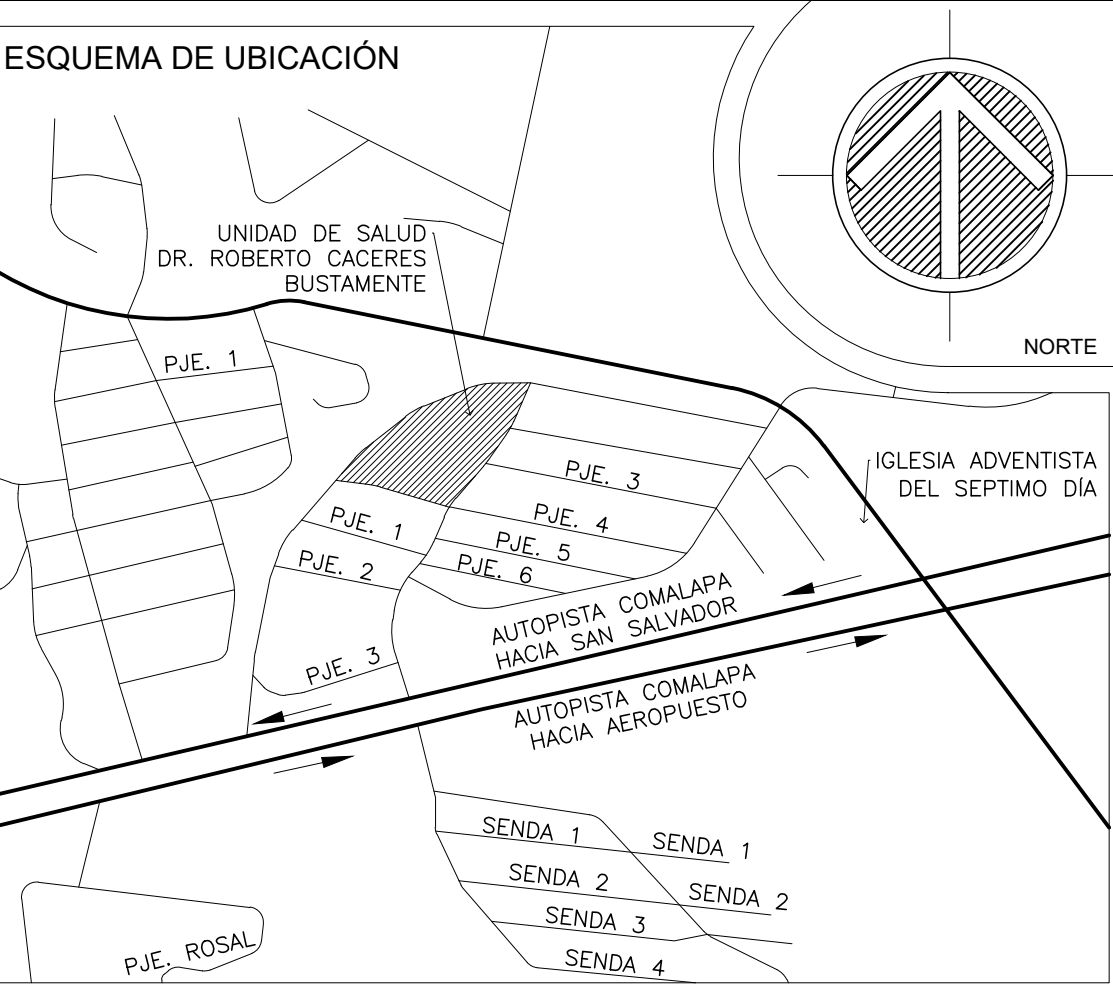 ESQUEMA DE UBICACIÓN
UNIDAD DE SALUD
DR. ROBERTO CACERES
BUSTAMENTE
NORTE
PJE. 1
IGLESIA ADVENTISTA
DEL SEPTIMO DÍA
PJE. 3
PJE. 4
PJE. 1
PJE. 5
PJE. 2
PJE. 6
AUTOPISTA COMALAPA
HACIA SAN SALVADOR
PJE. 3
AUTOPISTA COMALAPA
HACIA AEROPUESTO
SENDA 1
SENDA 1
SENDA 2
SENDA 2
SENDA 3
SENDA 4
PJE. ROSAL